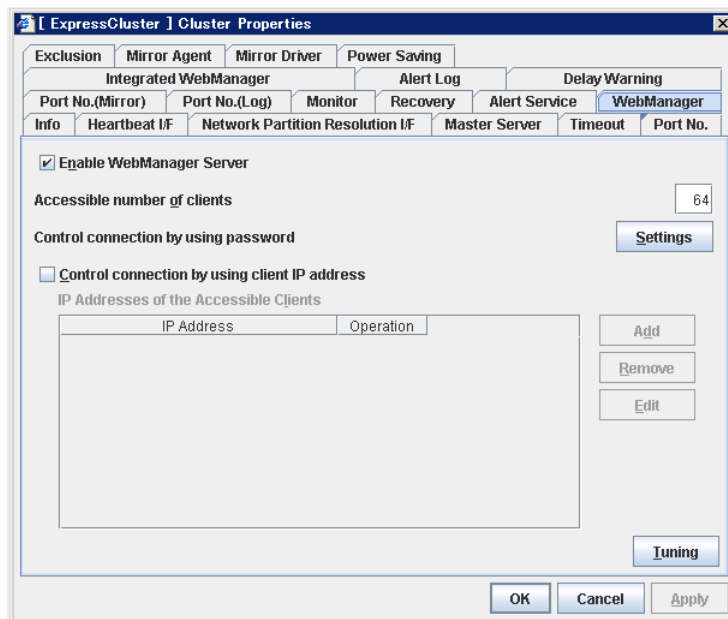 [ ExpressCluster ] Cluster Properties
Exclusion Mirror Agent Mirror Driver Power Saving
Integrated WebManager Alert Log Delay Warning
Port No.(Mirror) Port No.(Log) Monitor Recovery Alert Service WebManager
Info Heartbeat I/F Network Partition Resolution I/F Master Server Timeout Port No.
Enable WebManager Server
Accessible number of clients 64
Control connection by using password Settings
Control connection by using client IP address
IP Addresses of the Accessible Clients
IP Address Operation
Add
Remove
Edit
Tuning
OK Cancel Apply